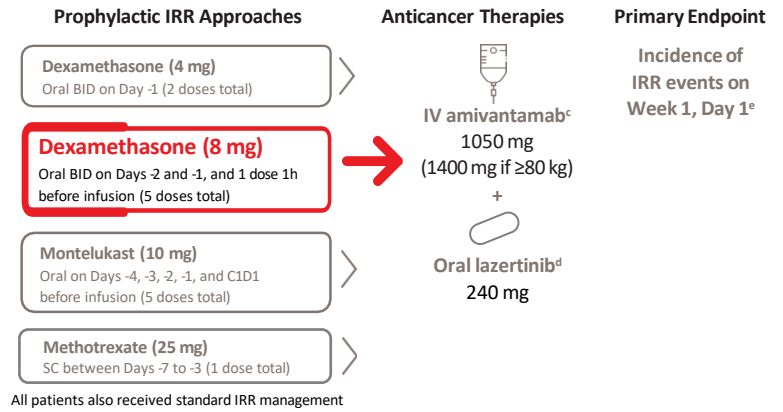 Prophylactic IRR Approaches
Anticancer Therapies
Primary Endpoint
Dexamethasone (4 mg)
Oral BID on Day -1 (2 doses total)
Dexamethasone (8 mg)
Oral BID on Days -2 and -1, and 1 dose 1h
before infusion (5 doses total)
Montelukast (10 mg)
Oral on Days -4, -3, -2, -1, and C1D1
before infusion (5 doses total)
Methotrexate (25 mg)
SC between Days -7 to -3 (1 dose total)
All patients also received standard IRR management
IV amivantamabᶜ
1050 mg
(1400 mg if ≥80 kg)
+
Oral lazertinibᵈ
240 mg
Incidence of
IRR events on
Week 1, Day 1ᵉ